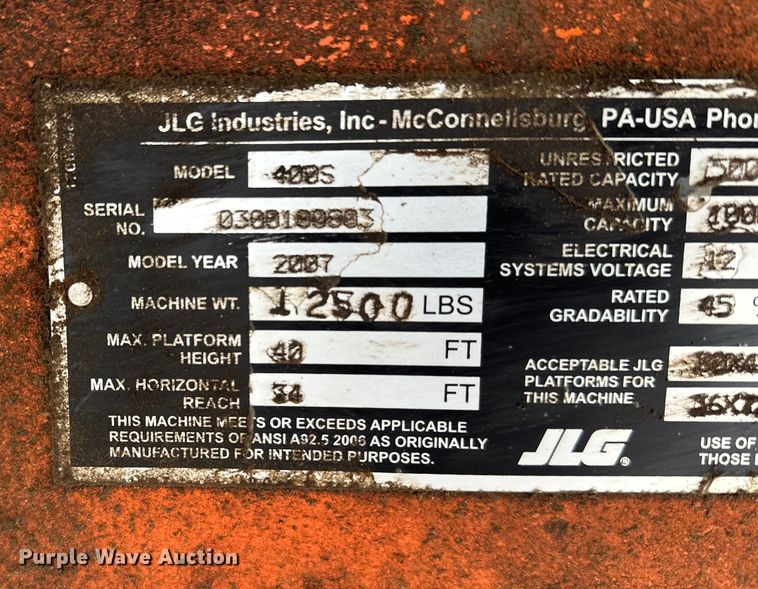 JLG Industries, Inc - McConnellsburg, PA-USA Phon
MODEL 400S
SERIAL NO.
MODEL YEAR 2007
MACHINE WT. 12500 LBS
MAX. PLATFORM HEIGHT 40 FT
MAX. HORIZONTAL REACH 34 FT
THIS MACHINE MEETS OR EXCEEDS APPLICABLE
REQUIREMENTS OF ANSI A92.5 2006 AS ORIGINALLY
MANUFACTURED FOR INTENDED PURPOSES.
UNRESTRICTED
RATED CAPACITY 500
MAXIMUM
CAPACITY
ELECTRICAL
SYSTEMS VOLTAGE 12
RATED
GRADABILITY 45
ACCEPTABLE JLG
PLATFORMS FOR
THIS MACHINE
JLG®
USE OF
THOSE
Purple Wave Auction